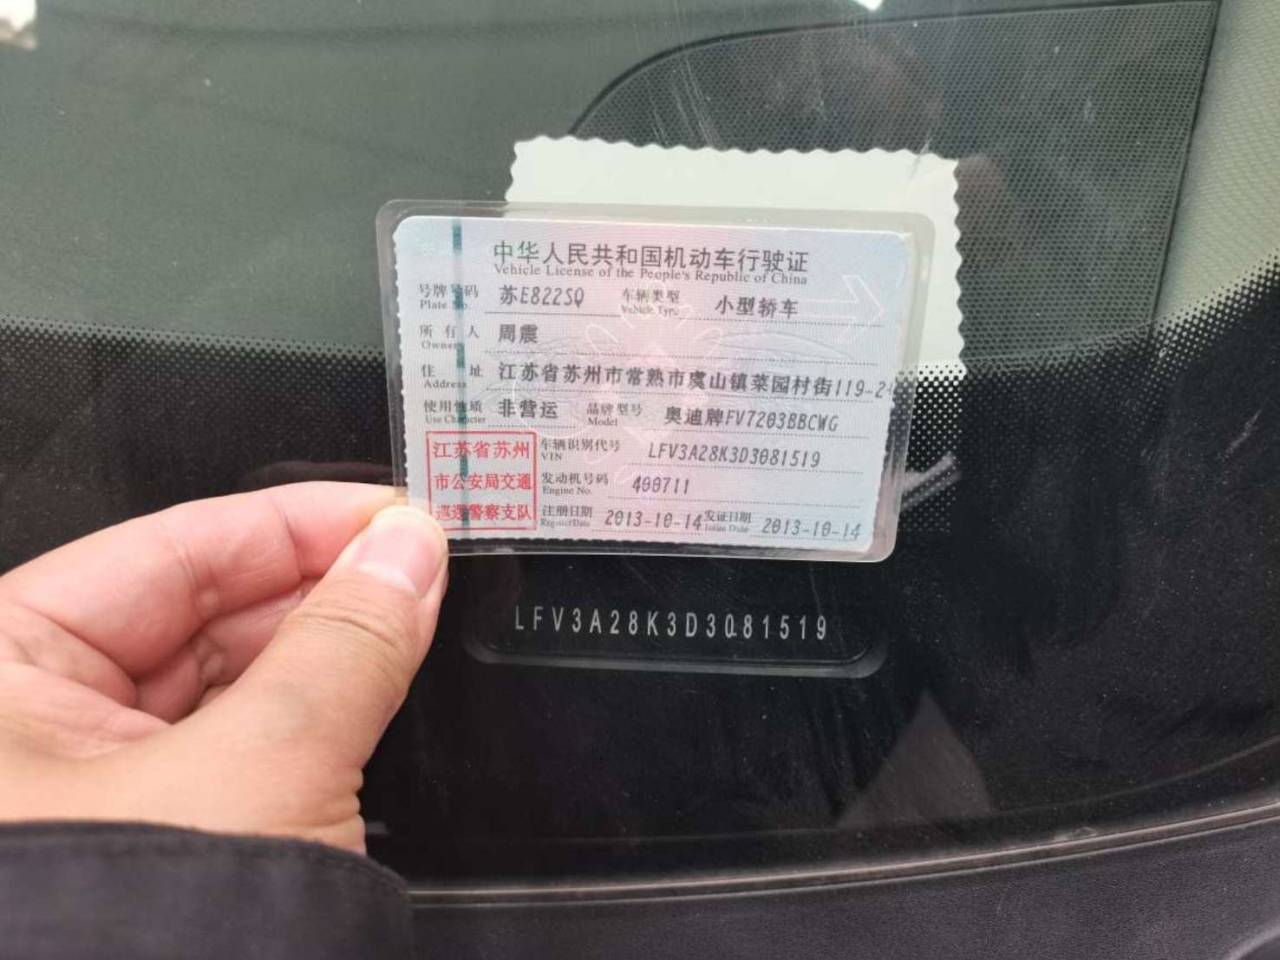 中华人民共和国机动车行驶证
Vehicle License of the People's Republic of China
号牌号码 苏E822SQ 车辆类型 小型轿车
Plate No. Vehicle Type
所有人 周震
Owner
住址 江苏省苏州市常熟市虞山镇菜园村街119-2
Address
使用性质 非营运 品牌型号 奥迪牌FV7203BBCWG
Use Character Model
江苏省苏州 车辆识别代号 LFV3A28K3D3081519
VIN
市公安局交通 发动机号码 400711
Engine No.
巡逻警察支队 注册日期 2013-10-14 发证日期 2013-10-14
Register Date Issue Date
LFV3A28K3D3081519